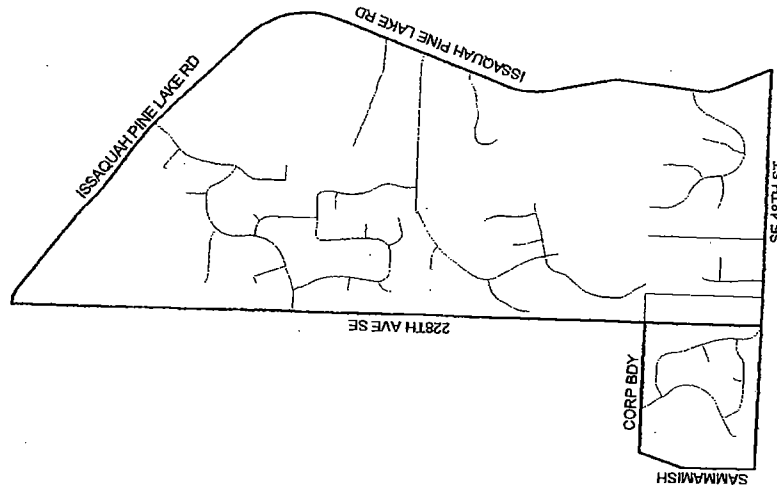 ISSAQUAH PINE LAKE RD
ISSAQUAH PINE LAKE RD
228TH AVE SE
CORP BDY
SAMMAMISH